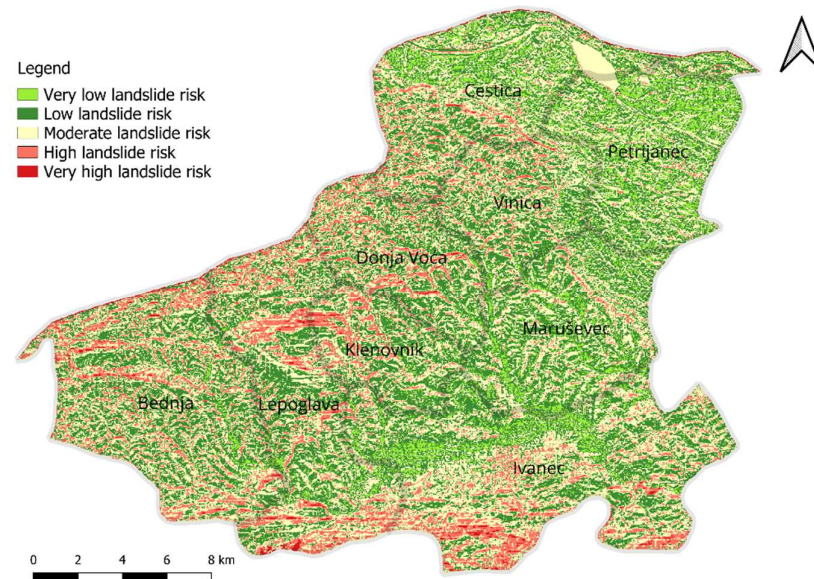 Legend
Very low landslide risk
Low landslide risk
Moderate landslide risk
High landslide risk
Very high landslide risk
Cestica
Petrijanec
Vinica
Donja Voća
Maruševec
Klenovnik
Bednja
Lepoglava
Ivanec
0 2 4 6 8 km